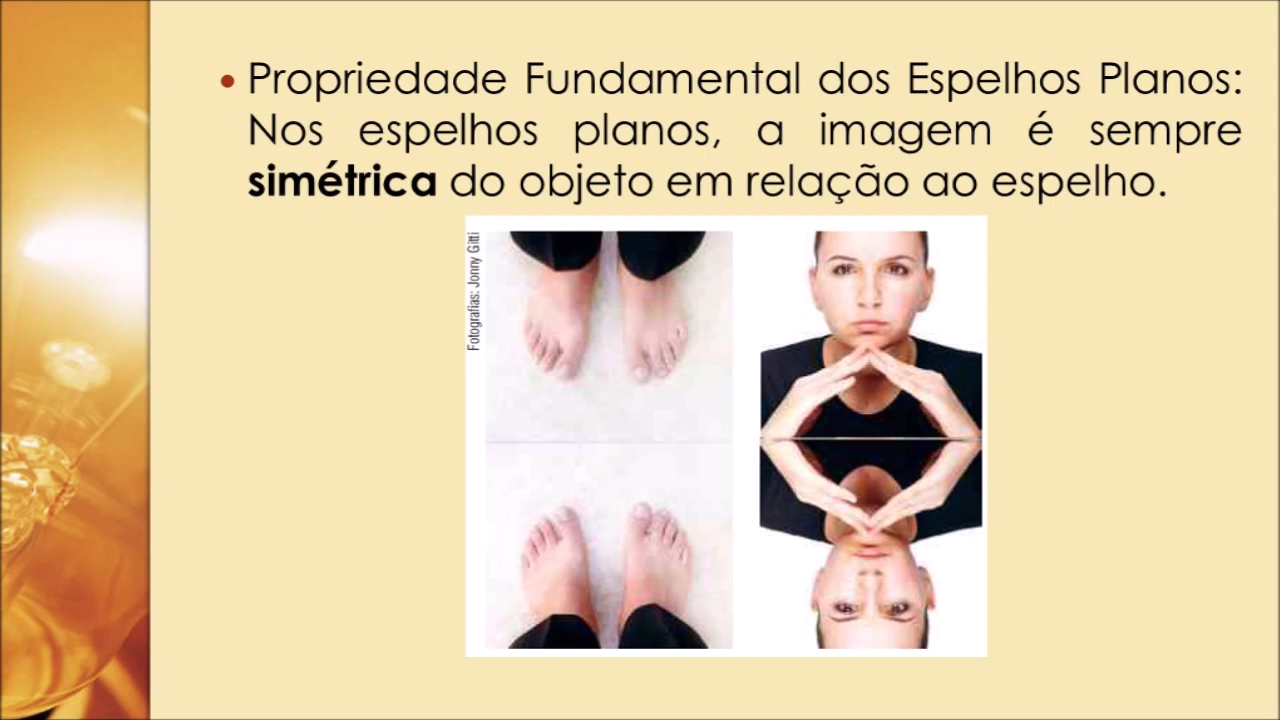 • Propriedade Fundamental dos Espelhos Planos:
Nos espelhos planos, a imagem é sempre
simétrica do objeto em relação ao espelho.
Fotografias: Jonny Gitti